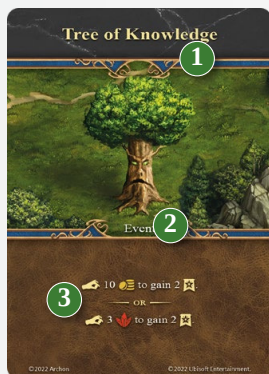 Tree of Knowledge
1
2
3
10 to gain 2 .
OR
3 to gain 2 .
©2022 Archon
©2022 Ubisoft Entertainment.